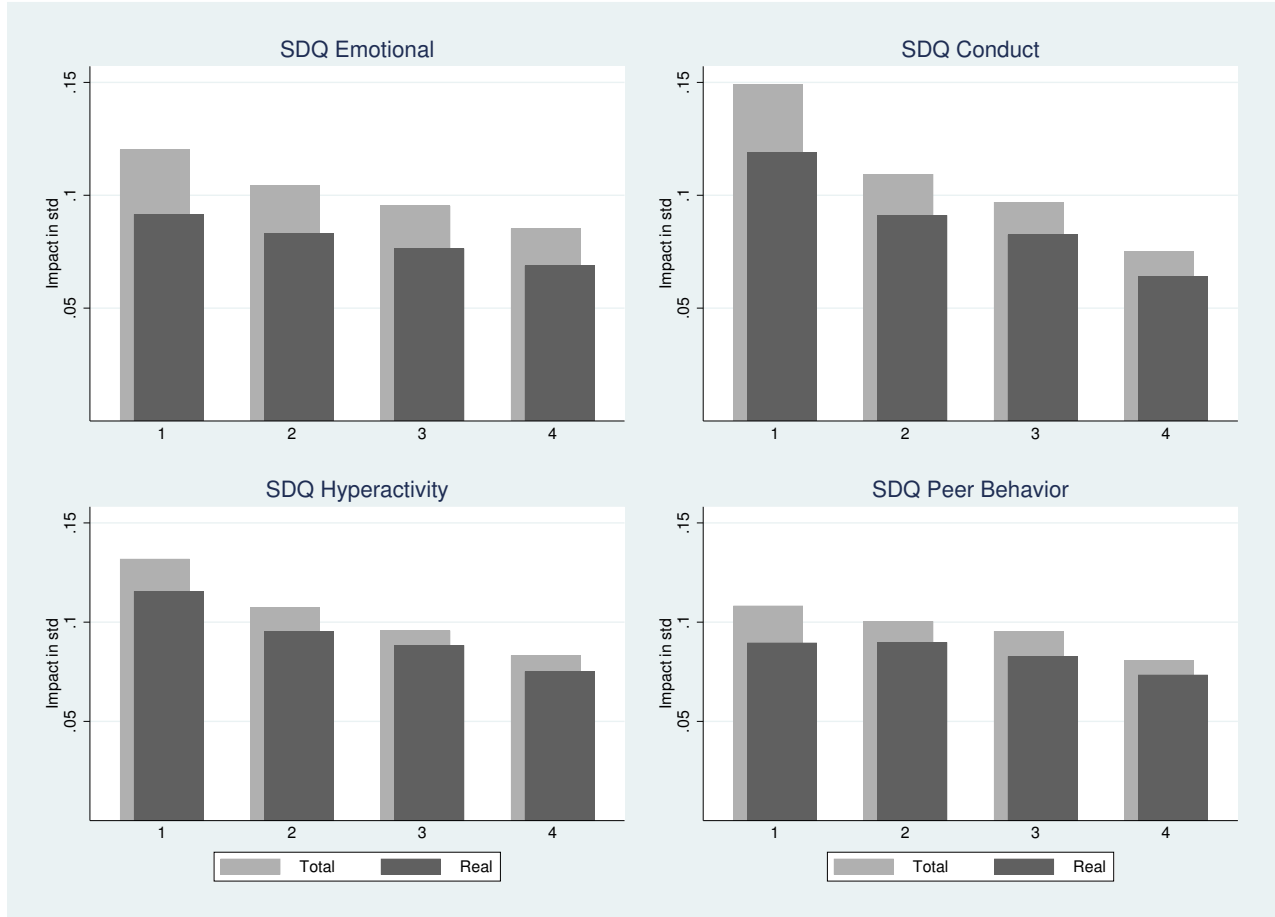 SDQ Emotional
SDQ Conduct
Impact in std
.15
.1
.05
1 2 3 4
Impact in std
.15
.1
.05
1 2 3 4
SDQ Hyperactivity
SDQ Peer Behavior
Impact in std
.15
.1
.05
1 2 3 4
Impact in std
.15
.1
.05
1 2 3 4
Total Real
Total Real